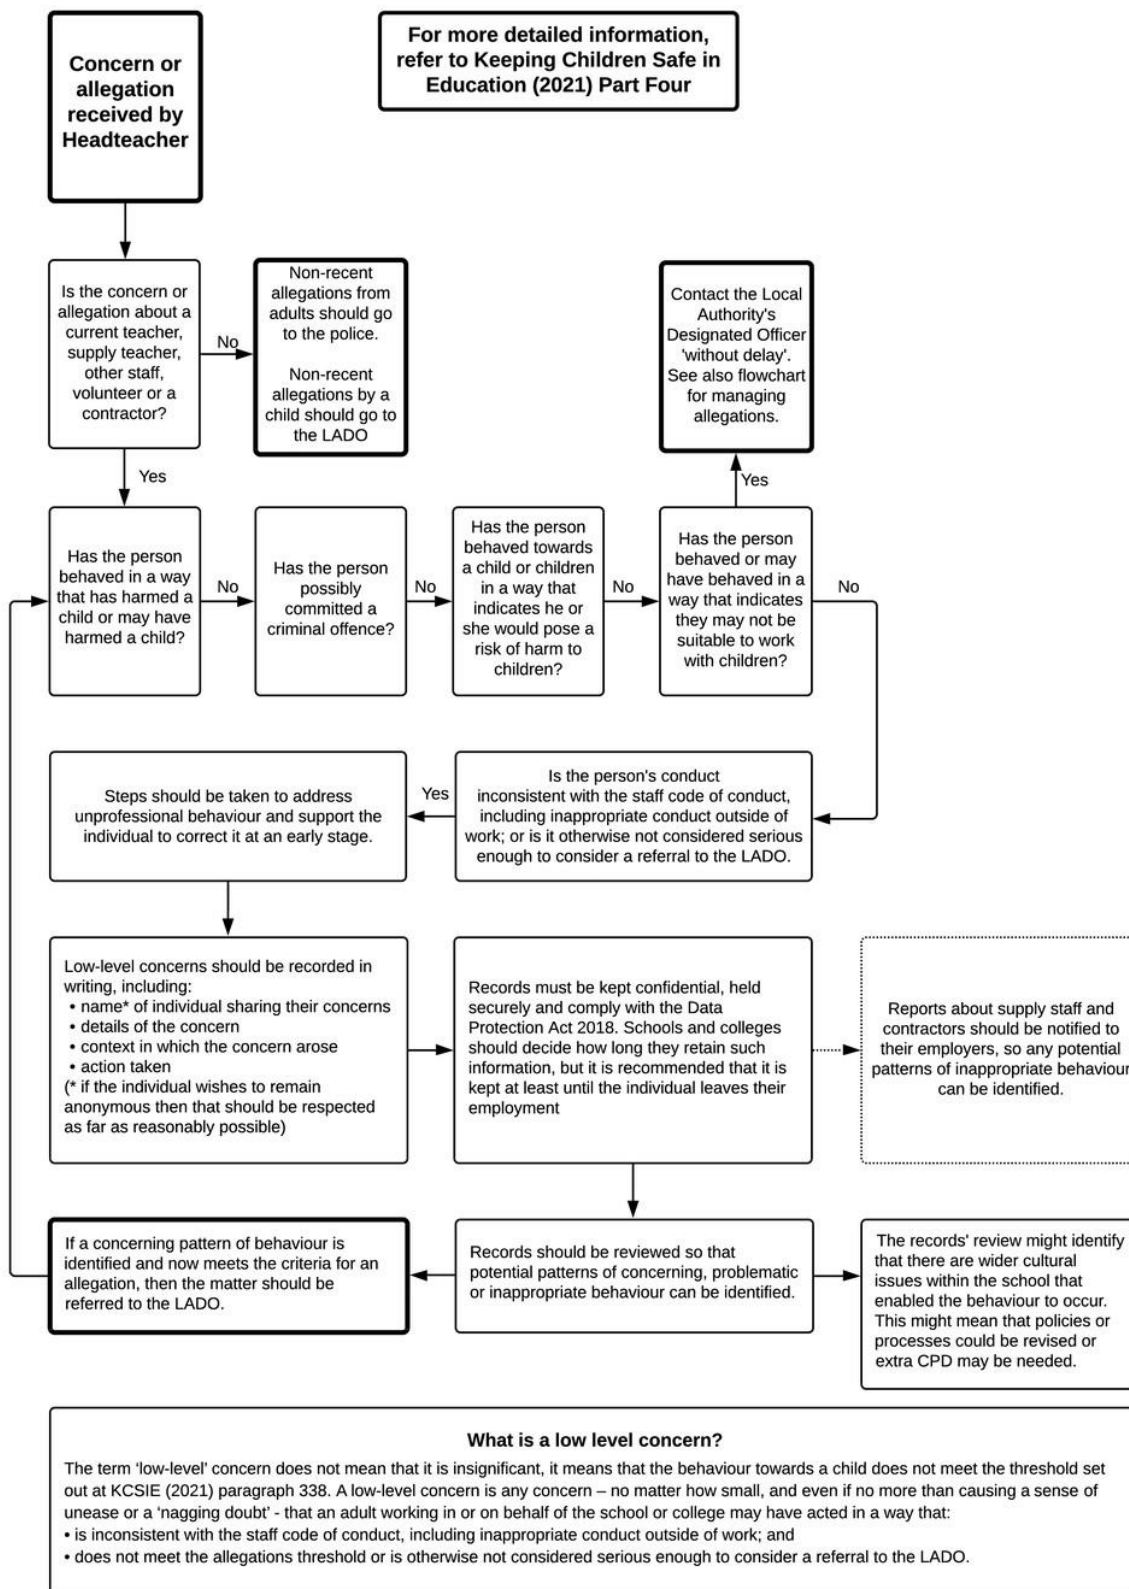 Concern or
allegation
received by
Headteacher
For more detailed information,
refer to Keeping Children Safe in
Education (2021) Part Four
Is the concern or
allegation about a
current teacher,
supply teacher,
other staff,
volunteer or a
contractor?
No
Non-recent
allegations from
adults should go
to the police.
Non-recent
allegations by a
child should go to
the LADO
Contact the Local
Authority's
Designated Officer
'without delay'.
See also flowchart
for managing
allegations.
Yes
Yes
Has the person
behaved in a way
that has harmed a
child or may have
harmed a child?
No
Has the person
possibly
committed a
criminal offence?
No
Has the person
behaved towards
a child or children
in a way that
indicates he or
she would pose a
risk of harm to
children?
No
Has the person
behaved or may
have behaved in a
way that indicates
they may not be
suitable to work
with children?
No
Steps should be taken to address
unprofessional behaviour and support the
individual to correct it at an early stage.
Yes
Is the person's conduct
inconsistent with the staff code of conduct,
including inappropriate conduct outside of
work; or is it otherwise not considered serious
enough to consider a referral to the LADO.
Low-level concerns should be recorded in
writing, including:
• name* of individual sharing their concerns
• details of the concern
• context in which the concern arose
• action taken
(* if the individual wishes to remain
anonymous then that should be respected
as far as reasonably possible)
Records must be kept confidential, held
securely and comply with the Data
Protection Act 2018. Schools and colleges
should decide how long they retain such
information, but it is recommended that it is
kept at least until the individual leaves their
employment
Reports about supply staff and
contractors should be notified to
their employers, so any potential
patterns of inappropriate behaviour
can be identified.
If a concerning pattern of behaviour is
identified and now meets the criteria for an
allegation, then the matter should be
referred to the LADO.
Records should be reviewed so that
potential patterns of concerning, problematic
or inappropriate behaviour can be identified.
The records' review might identify
that there are wider cultural
issues within the school that
enabled the behaviour to occur.
This might mean that policies or
processes could be revised or
extra CPD may be needed.
What is a low level concern?
The term ‘low-level’ concern does not mean that it is insignificant, it means that the behaviour towards a child does not meet the threshold set
out at KCSIE (2021) paragraph 338. A low-level concern is any concern – no matter how small, and even if no more than causing a sense of
unease or a ‘nagging doubt’ - that an adult working in or on behalf of the school or college may have acted in a way that:
• is inconsistent with the staff code of conduct, including inappropriate conduct outside of work; and
• does not meet the allegations threshold or is otherwise not considered serious enough to consider a referral to the LADO.